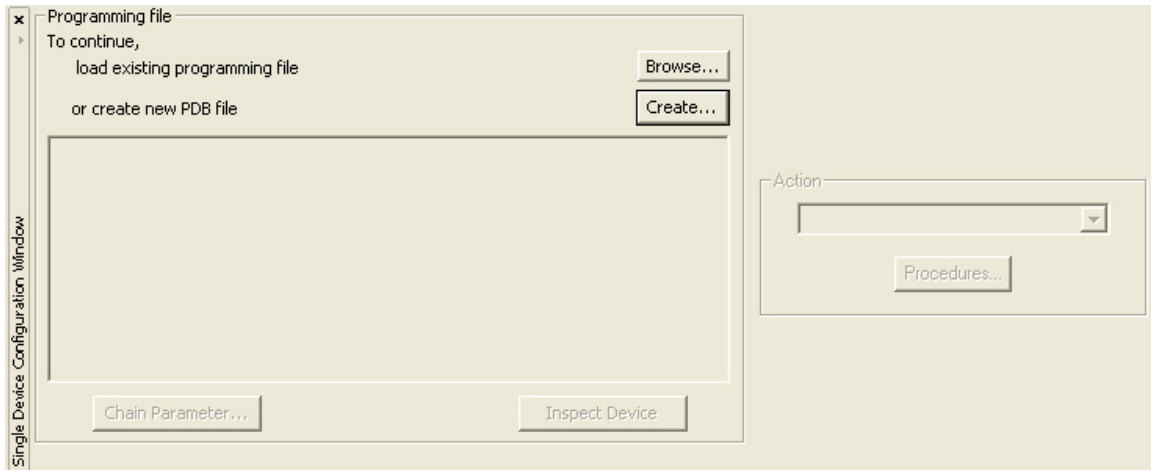 Single Device Configuration Window
Programming file
To continue,
load existing programming file
Browse...
or create new PDB file
Create...
Chain Parameter...
Inspect Device
Action
Procedures...